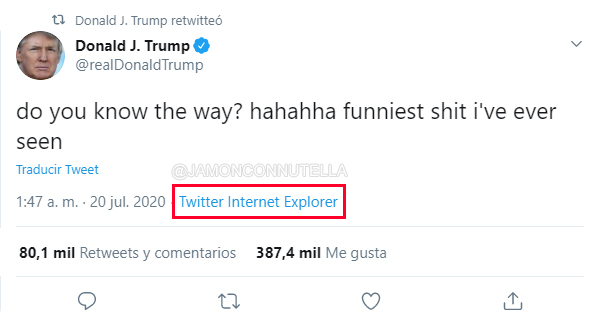 Donald J. Trump retwitteó
Donald J. Trump
@realDonaldTrump
do you know the way? hahahha funniest shit i've ever
seen
Traducir Tweet
@JAMONCONNUTELLA
1:47 a. m. · 20 jul. 2020 · Twitter Internet Explorer
80,1 mil Retweets y comentarios 387,4 mil Me gusta